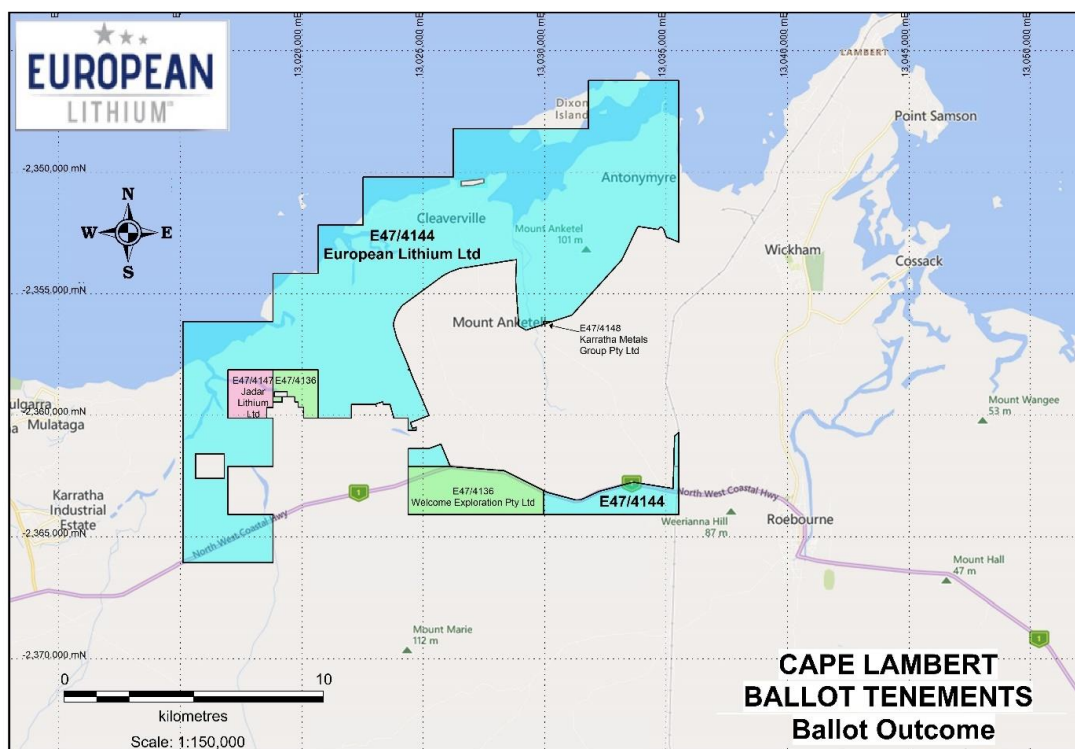 EUROPEAN
LITHIUM
13,020,000 mE
13,025,000 mE
13,030,000 mE
13,035,000 mE
13,040,000 mE
13,045,000 mE
13,050,000 mE
LAMBERT
Dixon
Island
Point Samson
-2,350,000 mN
Antonymyre
Cleaverville
Mount Anketel
101 m
N
W
E
S
E47/4144
European Lithium Ltd
Wickham
Cossack
-2,355,000 mN
Mount Anketell
E47/4148
Karratha Metals
Group Pty Ltd
E47/4147
Jadar
Lithium
Ltd
E47/4136
Mount Wangee
53 m
-2,360,000 mN
ulgarra
Mulataga
Karratha
Industrial
Estate
1
E47/4136
Welcome Exploration Pty Ltd
1
E47/4144
North West Coastal Hwy
Weerianna Hill
87 m
Roebourne
-2,365,000 mN
North West Coastal Hwy
Mount Hall
47 m
1
Mount Marie
112 m
-2,370,000 mN
0
10
kilometres
Scale: 1:150,000
CAPE LAMBERT
BALLOT TENEMENTS
Ballot Outcome